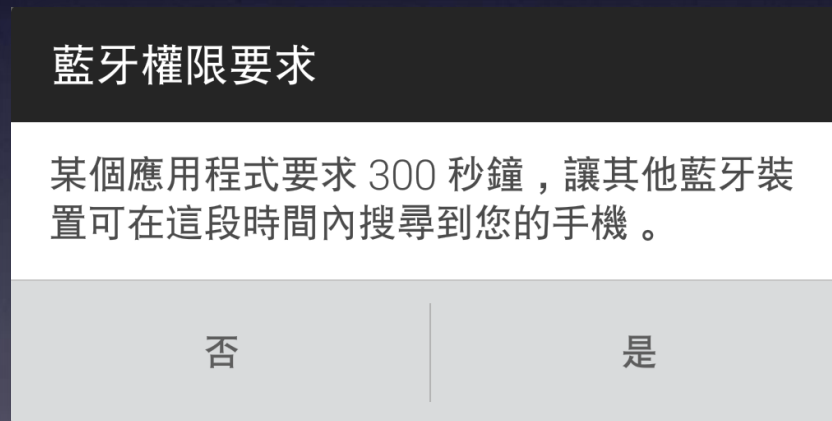 藍牙權限要求
某個應用程式要求 300 秒鐘，讓其他藍牙裝
置可在這段時間內搜尋到您的手機。
否
是